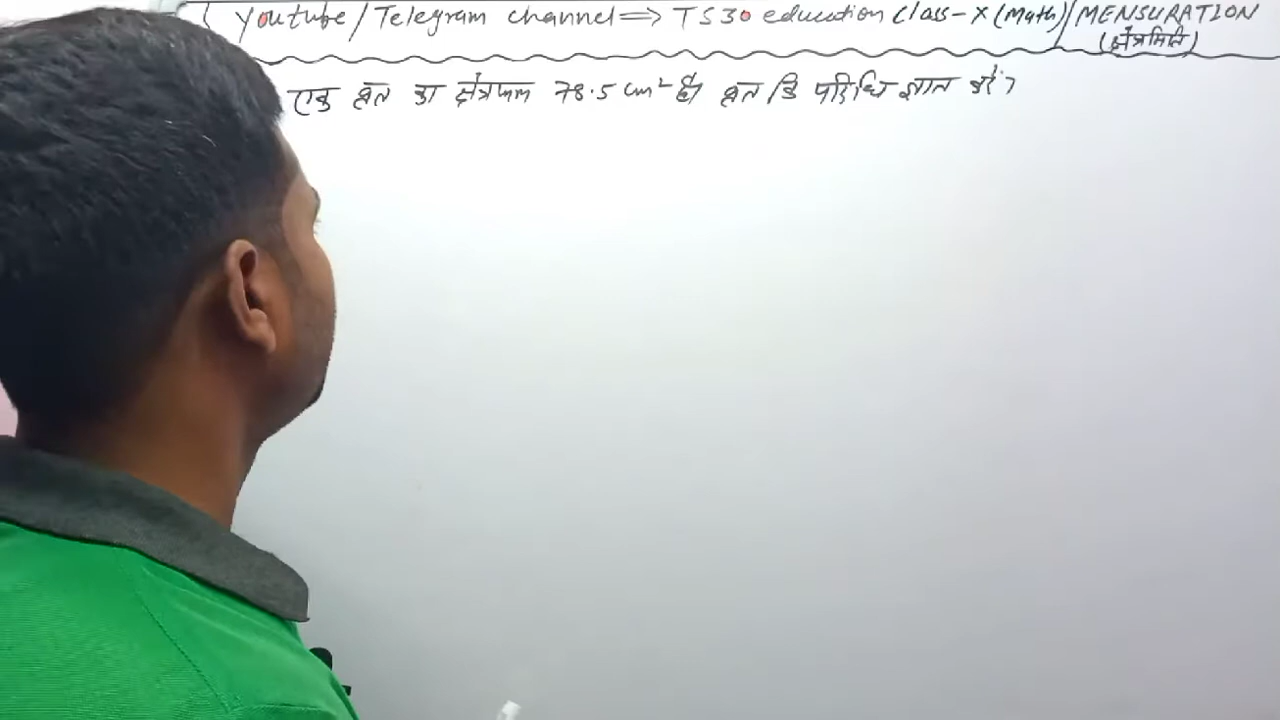 Youtube/Telegram channel ⇒ TS30 education Class-X (Math)/MENSURATION
(क्षेत्रमिति)
एक वृत का क्षेत्रफल 78.5 cm² है। वृत कि परिधि ज्ञात करें?